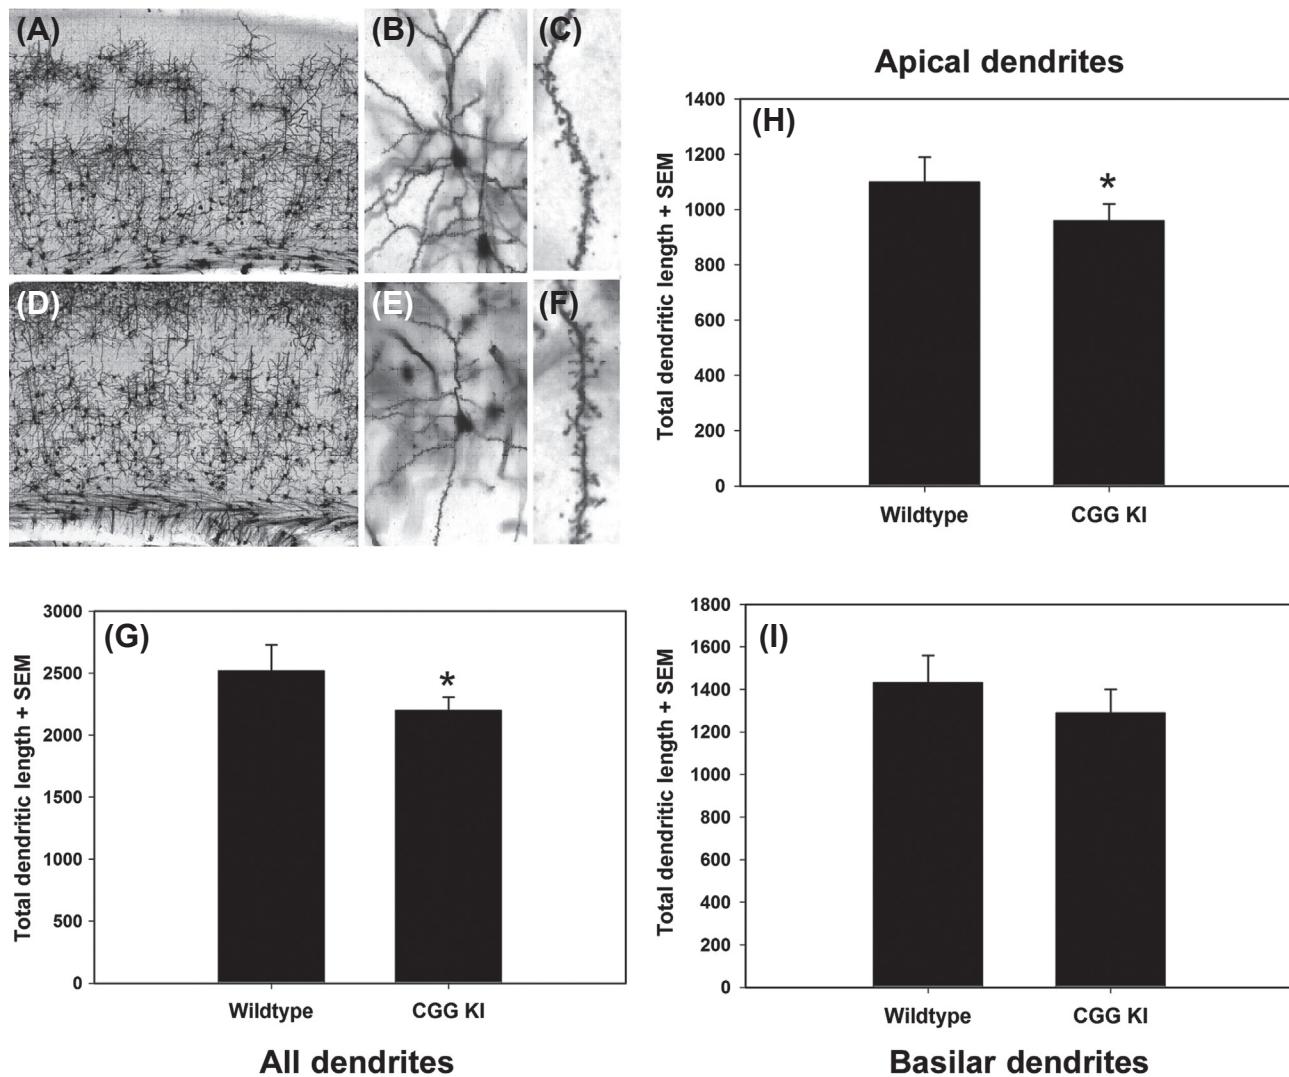 (A)
(B)
(C)
(D)
(E)
(F)
Apical dendrites
(H)
Total dendritic length + SEM
1400
1200
1000
800
600
400
200
0
*
Wildtype
CGG KI
(G)
Total dendritic length + SEM
3000
2500
2000
1500
1000
500
0
*
Wildtype
CGG KI
All dendrites
(I)
Total dendritic length + SEM
1800
1600
1400
1200
1000
800
600
400
200
0
Wildtype
CGG KI
Basilar dendrites